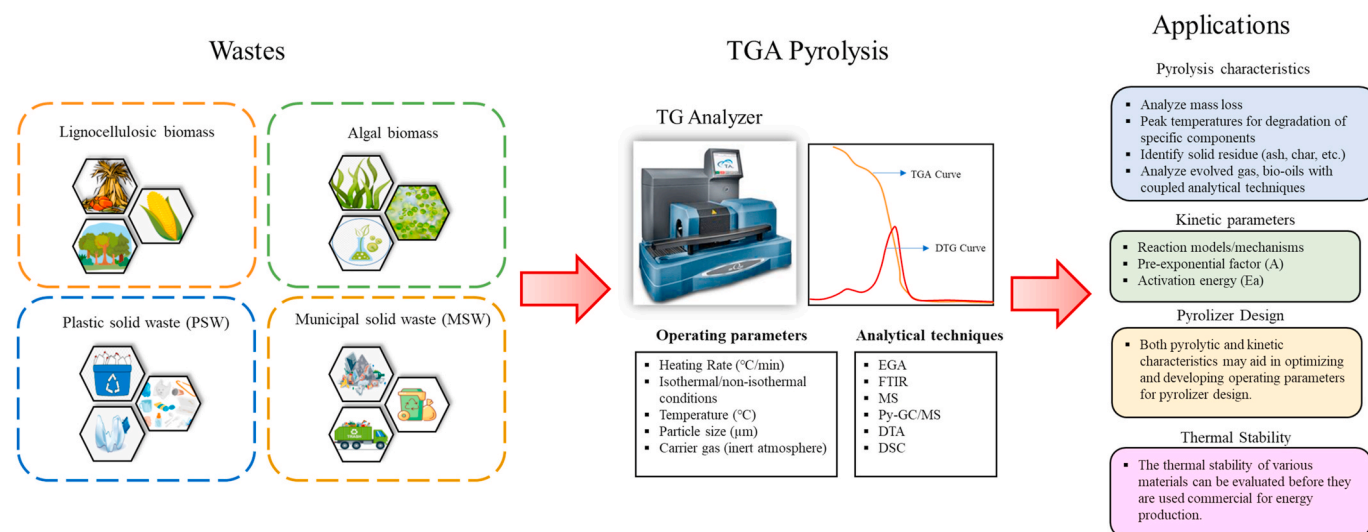 Wastes
Lignocellulosic biomass
Algal biomass
Plastic solid waste (PSW)
Municipal solid waste (MSW)
TGA Pyrolysis
TG Analyzer
TGA Curve
DTG Curve
Operating parameters
▪ Heating Rate (°C/min)
▪ Isothermal/non-isothermal
conditions
▪ Temperature (°C)
▪ Particle size (µm)
▪ Carrier gas (inert atmosphere)
Analytical techniques
▪ EGA
▪ FTIR
▪ MS
▪ Py-GC/MS
▪ DTA
▪ DSC
Applications
Pyrolysis characteristics
▪ Analyze mass loss
▪ Peak temperatures for degradation of
specific components
▪ Identify solid residue (ash, char, etc.)
▪ Analyze evolved gas, bio-oils with
coupled analytical techniques
Kinetic parameters
▪ Reaction models/mechanisms
▪ Pre-exponential factor (A)
▪ Activation energy (Ea)
Pyrolizer Design
▪ Both pyrolytic and kinetic
characteristics may aid in optimizing
and developing operating parameters
for pyrolizer design.
Thermal Stability
▪ The thermal stability of various
materials can be evaluated before they
are used commercial for energy
production.